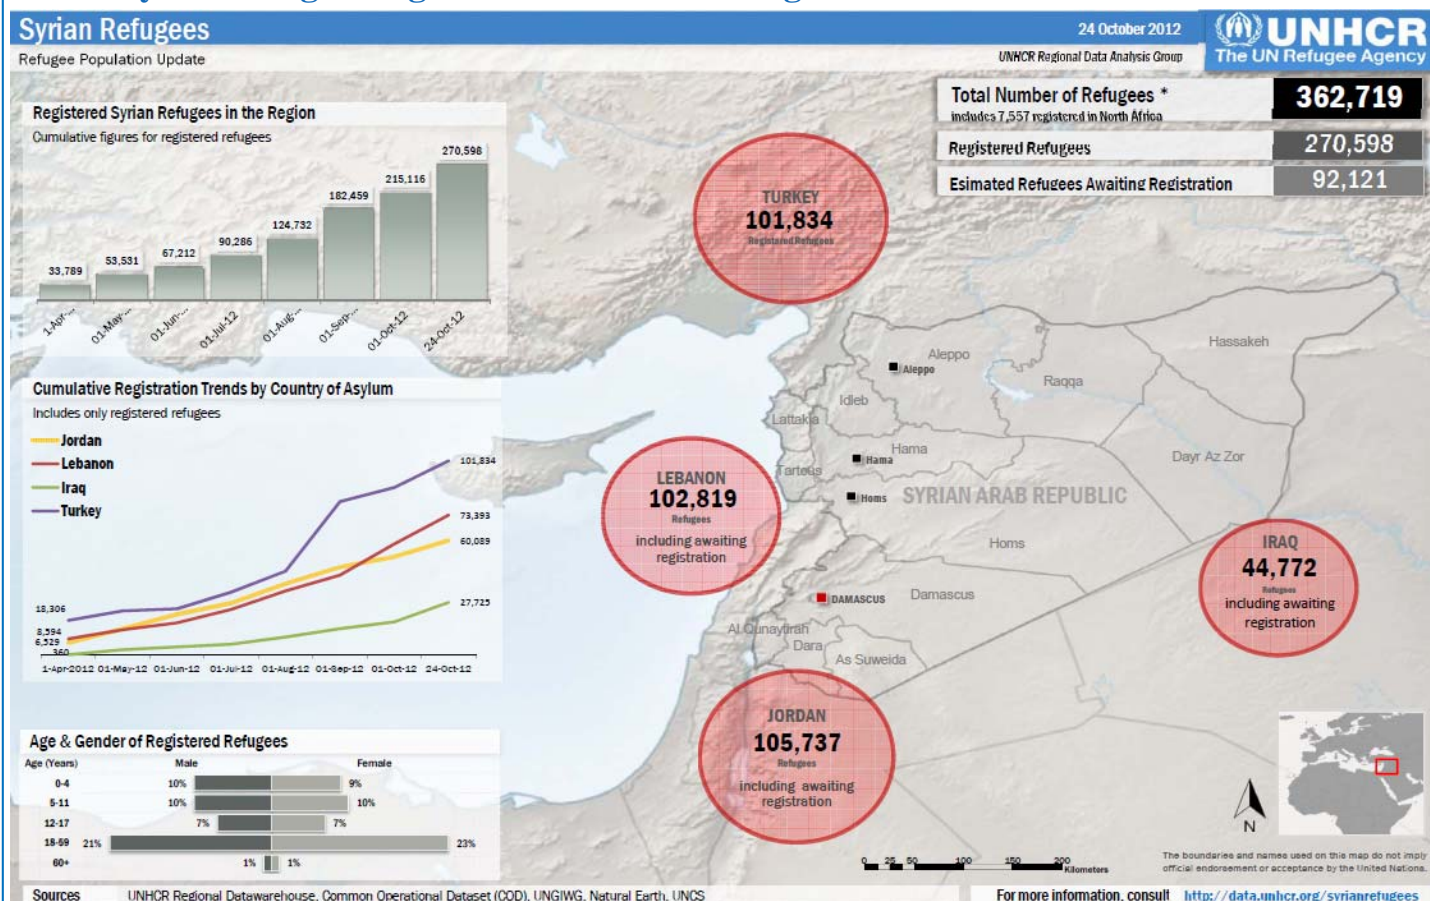 Syrian Refugees
24 October 2012
UNHCR
The UN Refugee Agency
Refugee Population Update
UNHCR Regional Data Analysis Group
Total Number of Refugees *
includes 7,557 registered in North Africa
362,719
Registered Refugees
270,598
Esimated Refugees Awaiting Registration
92,121
Registered Syrian Refugees in the Region
Cumulative figures for registered refugees
33,789
53,531
67,212
90,286
124,732
182,459
215,116
270,598
1-Apr-...
01-May-...
01-Jun-...
01-Jul-12
01-Aug-...
01-Sep-...
01-Oct-12
24-Oct-12
Cumulative Registration Trends by Country of Asylum
Includes only registered refugees
Jordan
Lebanon
Iraq
Turkey
101,834
73,393
60,089
27,725
18,306
8,594
6,529
360
1-Apr-2012 01-May-12 01-Jun-12 01-Jul-12 01-Aug-12 01-Sep-12 01-Oct-12 24-Oct-12
Age & Gender of Registered Refugees
Age (Years) Male Female
0-4 10% 9%
5-11 10% 10%
12-17 7% 7%
18-59 21% 23%
60+ 1% 1%
TURKEY
101,834
Registered Refugees
LEBANON
102,819
Refugees
including awaiting
registration
IRAQ
44,772
Refugees
including awaiting
registration
JORDAN
105,737
Refugees
including awaiting
registration
Aleppo
Aleppo
Hassakeh
Raqqa
Idleb
Lattakia
Hama
Hama
Tartous
Dayr Az Zor
Homs
SYRIAN ARAB REPUBLIC
Homs
DAMASCUS
Damascus
Al Qunaytirah
Dara
As Suweida
N
0 25 50 100 150 200
Kilometers
The boundaries and names used on this map do not imply
official endorsement or acceptance by the United Nations.
Sources UNHCR Regional Datawarehouse, Common Operational Dataset (COD), UNGIWG, Natural Earth, UNCS
For more information, consult http://data.unhcr.org/syrianrefugees